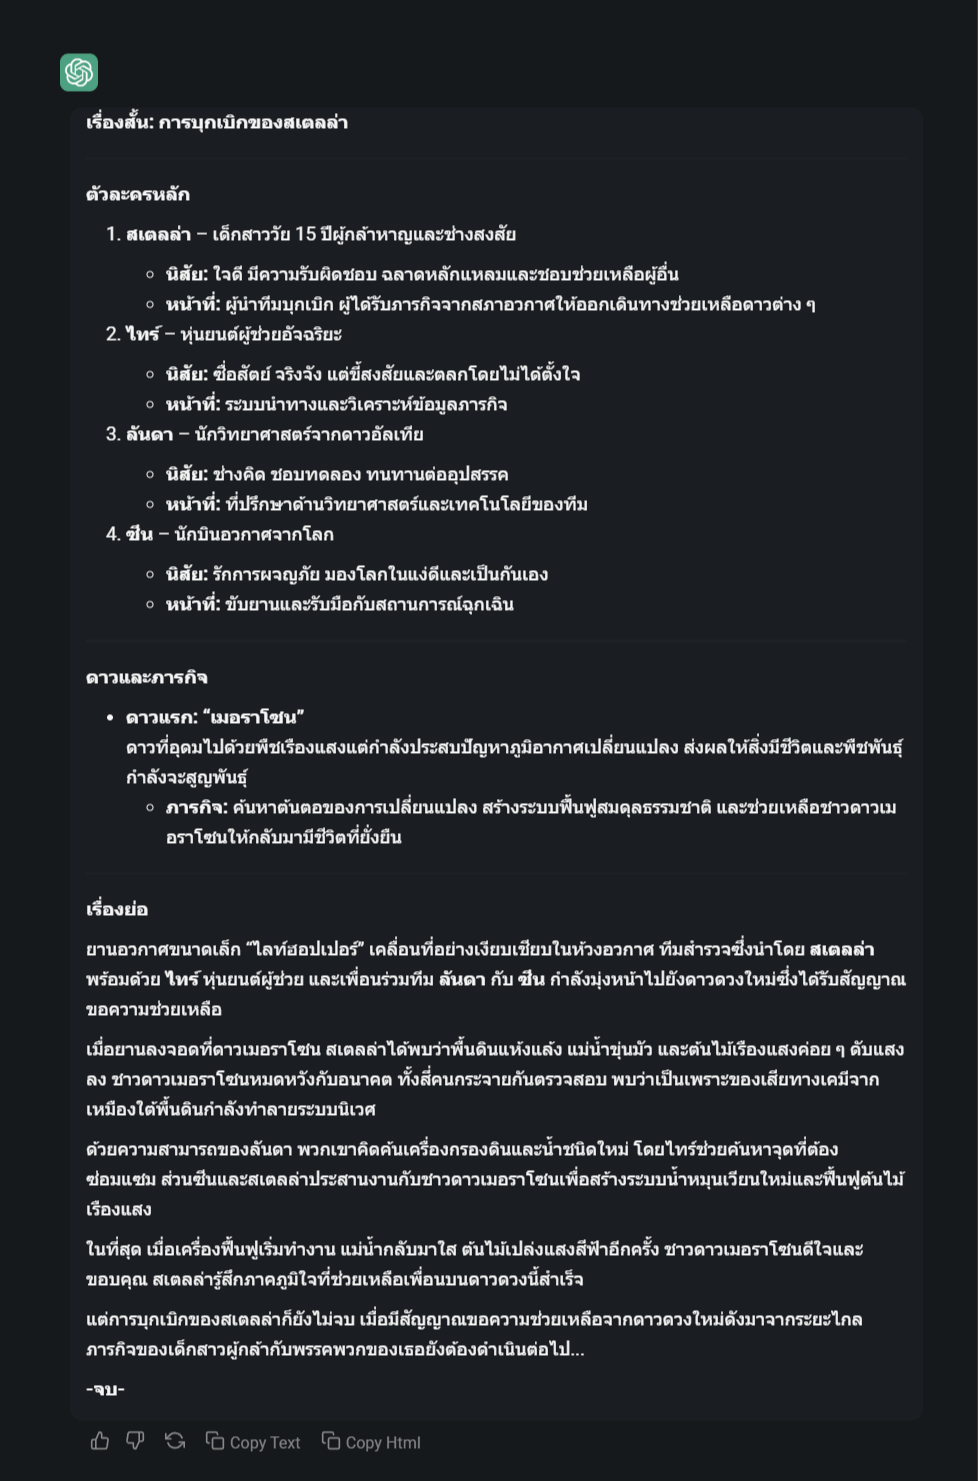 เรื่องสั้น: การบุกเบิกของสเตลล่า
ตัวละครหลัก
1. สเตลล่า – เด็กสาววัย 15 ปีผู้กล้าหาญและช่างสงสัย
○ นิสัย: ใจดี มีความรับผิดชอบ ฉลาดหลักแหลมและชอบช่วยเหลือผู้อื่น
○ หน้าที่: ผู้นำทีมบุกเบิก ผู้ได้รับภารกิจจากสภาอวกาศให้ออกเดินทางช่วยเหลือดาวต่าง ๆ
2. ไทร์ – หุ่นยนต์ผู้ช่วยอัจฉริยะ
○ นิสัย: ซื่อสัตย์ จริงจัง แต่ขี้สงสัยและตลกโดยไม่ได้ตั้งใจ
○ หน้าที่: ระบบนำทางและวิเคราะห์ข้อมูลภารกิจ
3. ลันดา – นักวิทยาศาสตร์จากดาวอัลเทีย
○ นิสัย: ช่างคิด ชอบทดลอง ทนทานต่ออุปสรรค
○ หน้าที่: ที่ปรึกษาด้านวิทยาศาสตร์และเทคโนโลยีของทีม
4. ซีน – นักบินอวกาศจากโลก
○ นิสัย: รักการผจญภัย มองโลกในแง่ดีและเป็นกันเอง
○ หน้าที่: ขับยานและรับมือกับสถานการณ์ฉุกเฉิน
ดาวและภารกิจ
• ดาวแรก: “เมอราโซน”
ดาวที่อุดมไปด้วยพืชเรืองแสงแต่กำลังประสบปัญหาภูมิอากาศเปลี่ยนแปลง ส่งผลให้สิ่งมีชีวิตและพืชพันธุ์
กำลังจะสูญพันธุ์
○ ภารกิจ: ค้นหาต้นตอของการเปลี่ยนแปลง สร้างระบบฟื้นฟูสมดุลธรรมชาติ และช่วยเหลือชาวดาวเม
อราโซนให้กลับมามีชีวิตที่ยั่งยืน
เรื่องย่อ
ยานอวกาศขนาดเล็ก “ไลท์ฮอปเปอร์” เคลื่อนที่อย่างเงียบเชียบในห้วงอวกาศ ทีมสำรวจซึ่งนำโดย สเตลล่า
พร้อมด้วย ไทร์ หุ่นยนต์ผู้ช่วย และเพื่อนร่วมทีม ลันดา กับ ซีน กำลังมุ่งหน้าไปยังดาวดวงใหม่ซึ่งได้รับสัญญาณ
ขอความช่วยเหลือ
เมื่อยานลงจอดที่ดาวเมอราโซน สเตลล่าได้พบว่าพื้นดินแห้งแล้ง แม่น้ำขุ่นมัว และต้นไม้เรืองแสงค่อย ๆ ดับแสง
ลง ชาวดาวเมอราโซนหมดหวังกับอนาคต ทั้งสี่คนกระจายกันตรวจสอบ พบว่าเป็นเพราะของเสียทางเคมีจาก
เหมืองใต้พื้นดินกำลังทำลายระบบนิเวศ
ด้วยความสามารถของลันดา พวกเขาคิดค้นเครื่องกรองดินและน้ำชนิดใหม่ โดยไทร์ช่วยค้นหาจุดที่ต้อง
ซ่อมแซม ส่วนซีนและสเตลล่าประสานงานกับชาวดาวเมอราโซนเพื่อสร้างระบบน้ำหมุนเวียนใหม่และฟื้นฟูต้นไม้
เรืองแสง
ในที่สุด เมื่อเครื่องฟื้นฟูเริ่มทำงาน แม่น้ำกลับมาใส ต้นไม้เปล่งแสงสีฟ้าอีกครั้ง ชาวดาวเมอราโซนดีใจและ
ขอบคุณ สเตลล่ารู้สึกภาคภูมิใจที่ช่วยเหลือเพื่อนบนดาวดวงนี้สำเร็จ
แต่การบุกเบิกของสเตลล่าก็ยังไม่จบ เมื่อมีสัญญาณขอความช่วยเหลือจากดาวดวงใหม่ดังมาจากระยะไกล
ภารกิจของเด็กสาวผู้กล้ากับพรรคพวกของเธอยังต้องดำเนินต่อไป...
-จบ-
Copy Text Copy Html